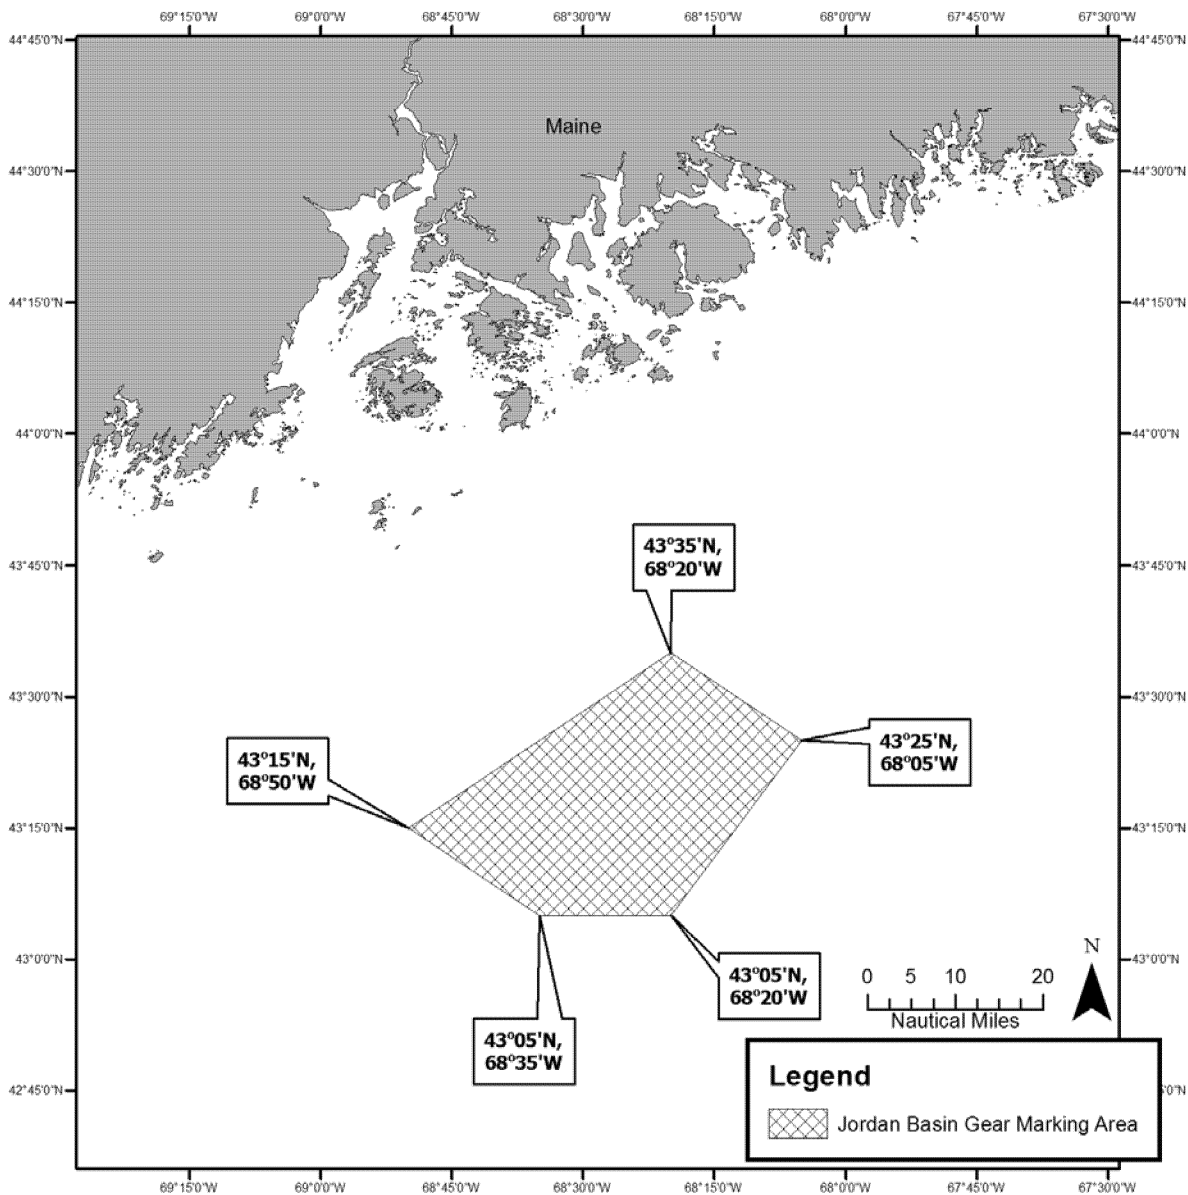 69°15'0"W 69°0'0"W 68°45'0"W 68°30'0"W 68°15'0"W 68°0'0"W 67°45'0"W 67°30'0"W
44°45'0"N 44°45'0"N
Maine
44°30'0"N 44°30'0"N
44°15'0"N 44°15'0"N
44°0'0"N 44°0'0"N
43°35'N,
68°20'W
43°45'0"N 43°45'0"N
43°30'0"N 43°30'0"N
43°25'N,
68°05'W
43°15'N,
68°50'W
43°15'0"N 43°15'0"N
43°0'0"N 43°0'0"N
43°05'N,
68°20'W
N
0 5 10 20
Nautical Miles
43°05'N,
68°35'W
42°45'0"N 5'0"N
Legend
Jordan Basin Gear Marking Area
69°15'0"W 69°0'0"W 68°45'0"W 68°30'0"W 68°15'0"W 68°0'0"W 67°45'0"W 67°30'0"W